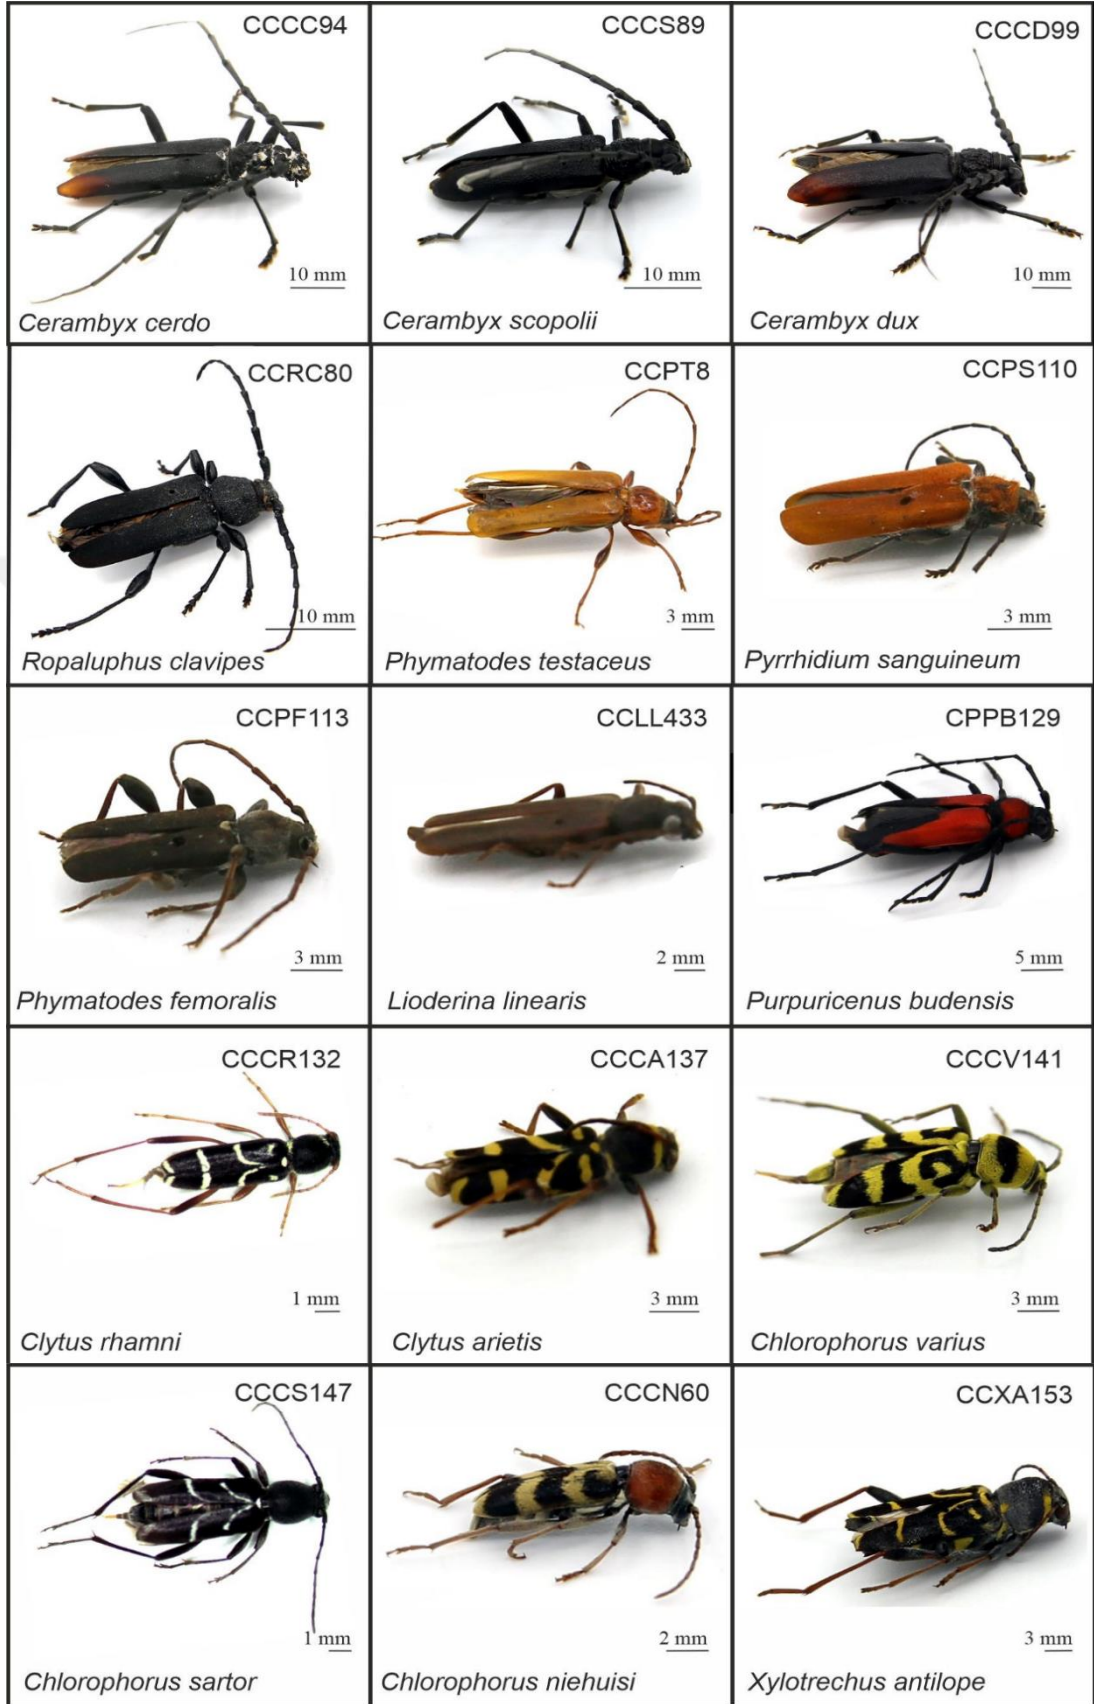 CCCC94
10 mm
Cerambyx cerdo
CCCS89
10 mm
Cerambyx scopolii
CCCD99
10 mm
Cerambyx dux
CCRC80
10 mm
Ropaluphus clavipes
CCPT8
3 mm
Phymatodes testaceus
CCPS110
3 mm
Pyrrhidium sanguineum
CCPF113
3 mm
Phymatodes femoralis
CCLL433
2 mm
Lioderina linearis
CPPB129
5 mm
Purpuricenus budensis
CCCR132
1 mm
Clytus rhamni
CCCA137
3 mm
Clytus arietis
CCCV141
3 mm
Chlorophorus varius
CCCS147
1 mm
Chlorophorus sartor
CCCN60
2 mm
Chlorophorus niehuisi
CCXA153
3 mm
Xylotrechus antilope